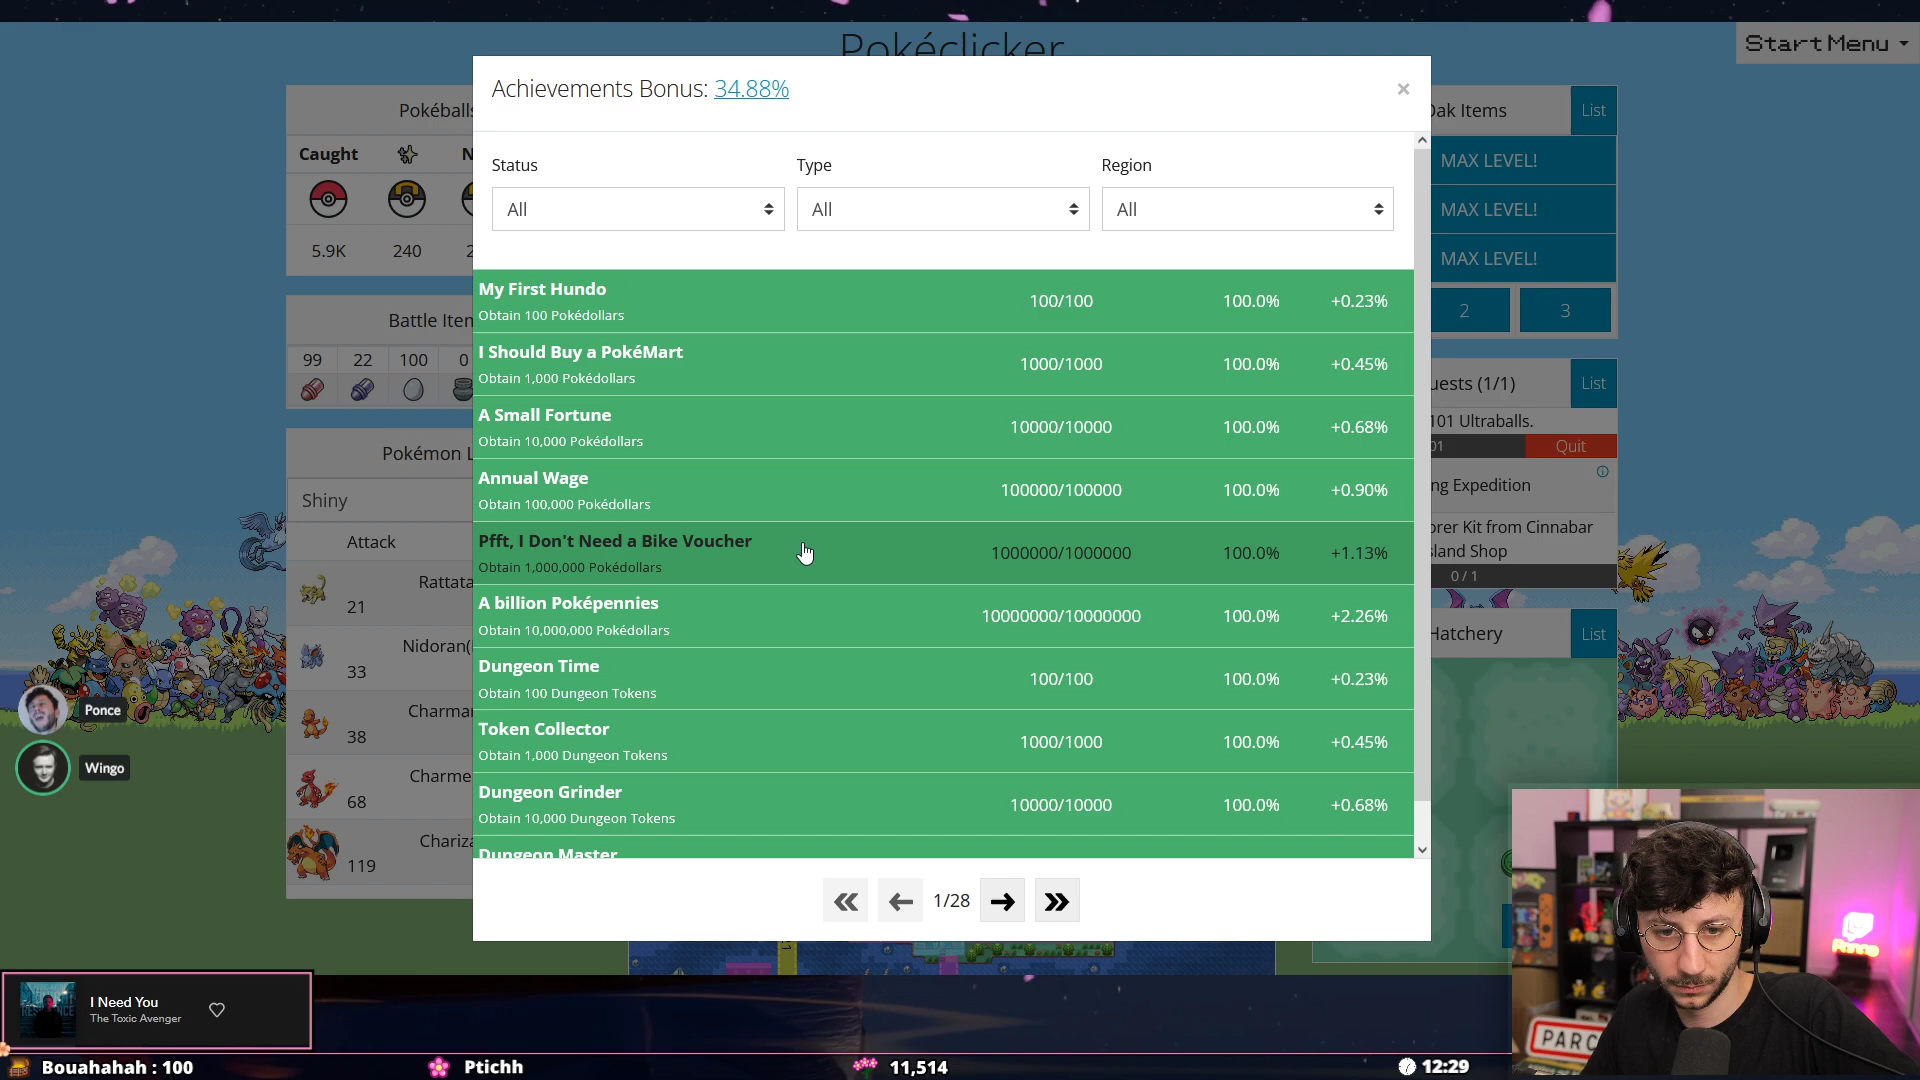 Pokéclicker
Start Menu
Achievements Bonus: 34.88%
×
Pokéballs
Caught
5.9K 240
Battle Item
99 22 100 0
Pokémon L
Shiny
Attack
Rattata
21
Nidoran(
33
Charma
38
Charme
68
Chariza
119
Status Type Region
All All All
My First Hundo
Obtain 100 Pokédollars
100/100 100.0% +0.23%
I Should Buy a PokéMart
Obtain 1,000 Pokédollars
1000/1000 100.0% +0.45%
A Small Fortune
Obtain 10,000 Pokédollars
10000/10000 100.0% +0.68%
Annual Wage
Obtain 100,000 Pokédollars
100000/100000 100.0% +0.90%
Pfft, I Don't Need a Bike Voucher
Obtain 1,000,000 Pokédollars
1000000/1000000 100.0% +1.13%
A billion Poképennies
Obtain 10,000,000 Pokédollars
10000000/10000000 100.0% +2.26%
Dungeon Time
Obtain 100 Dungeon Tokens
100/100 100.0% +0.23%
Token Collector
Obtain 1,000 Dungeon Tokens
1000/1000 100.0% +0.45%
Dungeon Grinder
Obtain 10,000 Dungeon Tokens
10000/10000 100.0% +0.68%
Dungeon Master
1/28
Oak Items List
MAX LEVEL!
MAX LEVEL!
MAX LEVEL!
2 3
uests (1/1) List
101 Ultraballs.
01 Quit
ng Expedition
orer Kit from Cinnabar
sland Shop
0 / 1
Hatchery List
Ponce
Wingo
I Need You
The Toxic Avenger
PARC
Bouahahah : 100 Ptichh 11,514 12:29